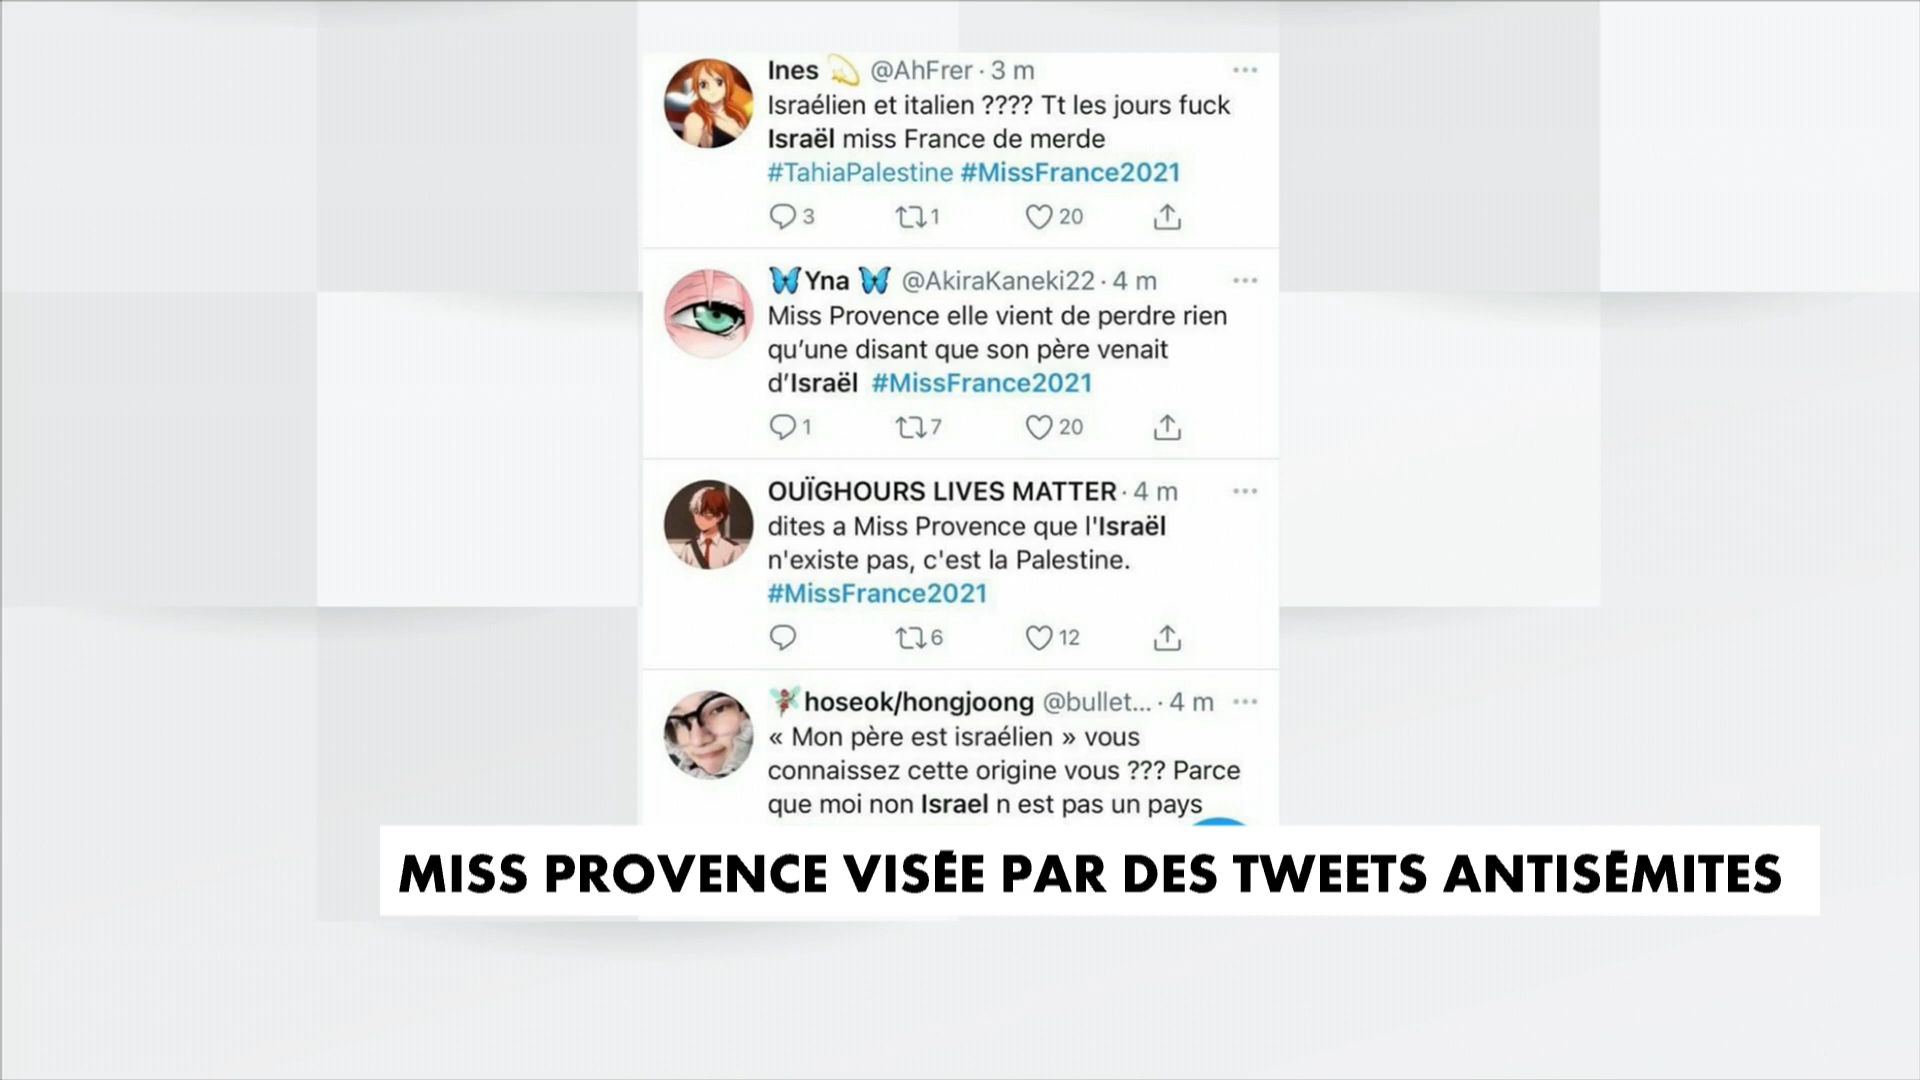 Ines 💫 @AhFrer · 3 m
Israélien et italien ???? Tt les jours fuck
Israël miss France de merde
#TahiaPalestine #MissFrance2021
3 1 20
🦋Yna 🦋 @AkiraKaneki22 · 4 m
Miss Provence elle vient de perdre rien
qu’une disant que son père venait
d’Israël #MissFrance2021
1 7 20
OUÏGHOURS LIVES MATTER · 4 m
dites a Miss Provence que l'Israël
n'existe pas, c'est la Palestine.
#MissFrance2021
6 12
🧚hoseok/hongjoong @bullet... · 4 m
« Mon père est israélien » vous
connaissez cette origine vous ??? Parce
que moi non Israel n est pas un pays
MISS PROVENCE VISÉE PAR DES TWEETS ANTISÉMITES